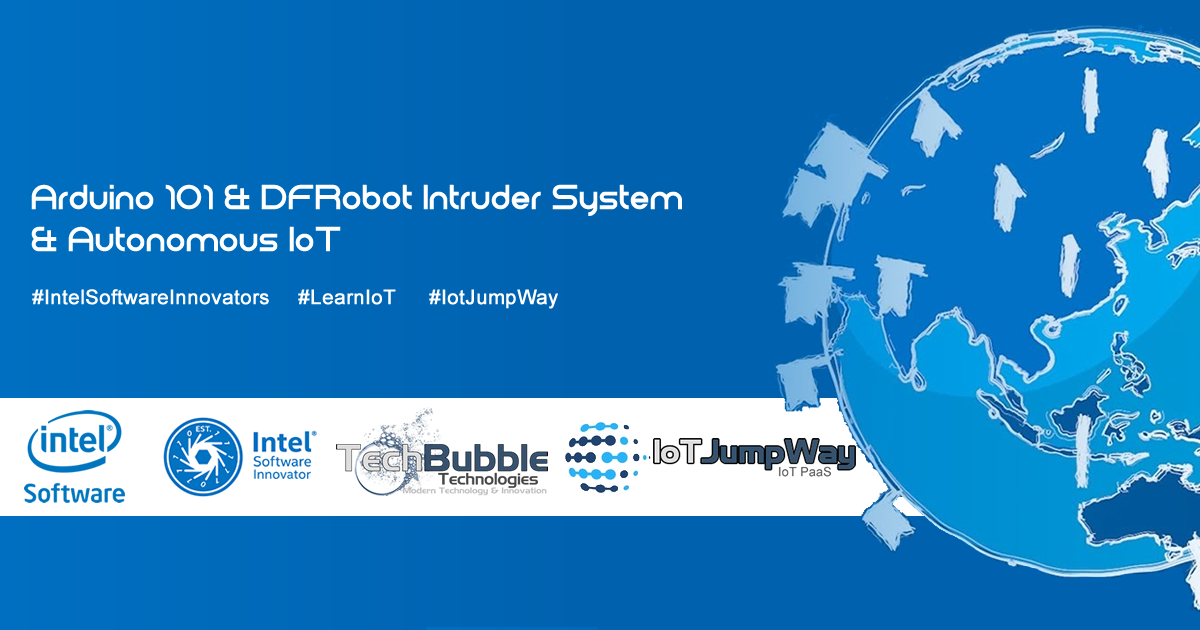 Arduino 101 & DFRobot Intruder System
& Autonomous IoT
#IntelSoftwareInnovators #LearnIoT #IotJumpWay
intel®
Software
EST.
Intel®
Software
Innovator
TechBubble
Technologies
Modern Technology & Innovation
IoTJumpWay
IoT PaaS